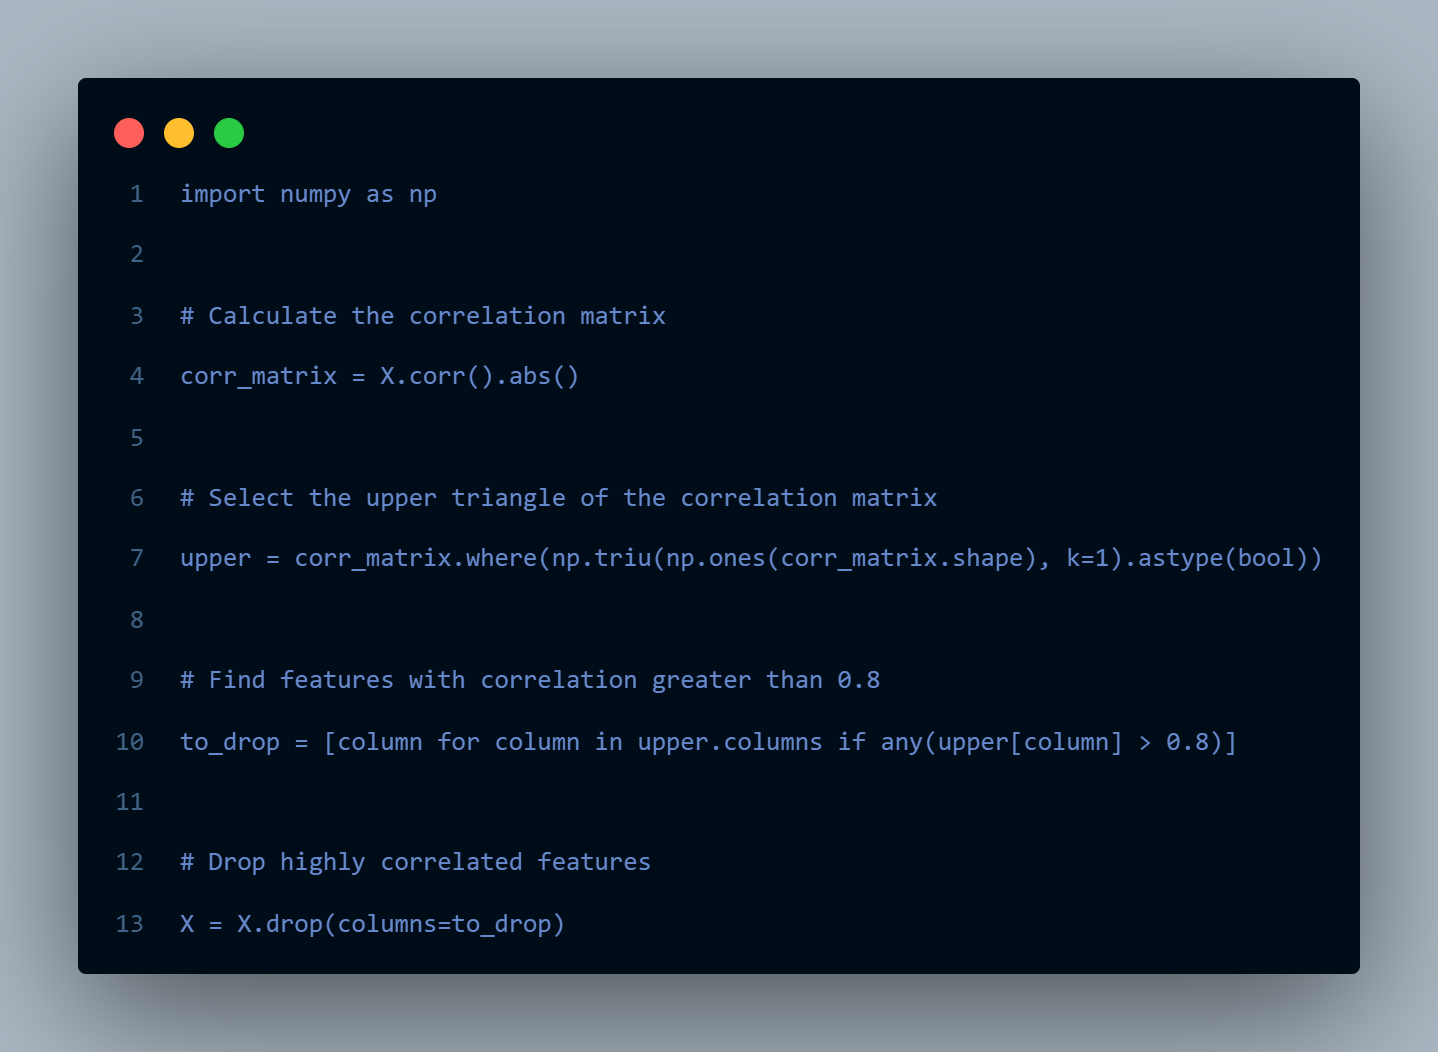 1 import numpy as np
2
3 # Calculate the correlation matrix
4 corr_matrix = X.corr().abs()
5
6 # Select the upper triangle of the correlation matrix
7 upper = corr_matrix.where(np.triu(np.ones(corr_matrix.shape), k=1).astype(bool))
8
9 # Find features with correlation greater than 0.8
10 to_drop = [column for column in upper.columns if any(upper[column] > 0.8)]
11
12 # Drop highly correlated features
13 X = X.drop(columns=to_drop)